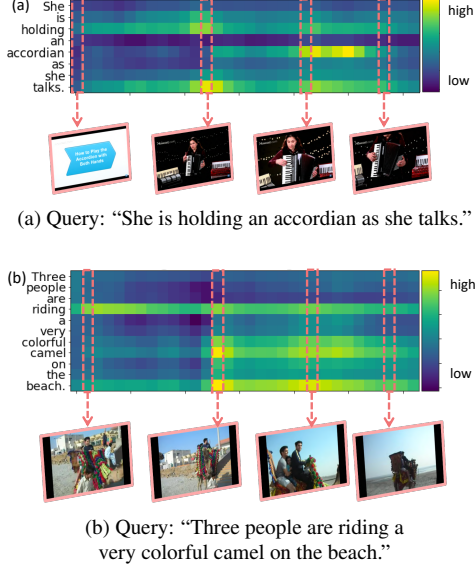 (a)
She
is
holding
an
accordian
as
she
talks.
high
low
How to Play the
Accordion with
Both Hands
(a) Query: “She is holding an accordian as she talks.”
(b)
Three
people
are
riding
a
very
colorful
camel
on
the
beach.
high
low
(b) Query: “Three people are riding a
very colorful camel on the beach.”